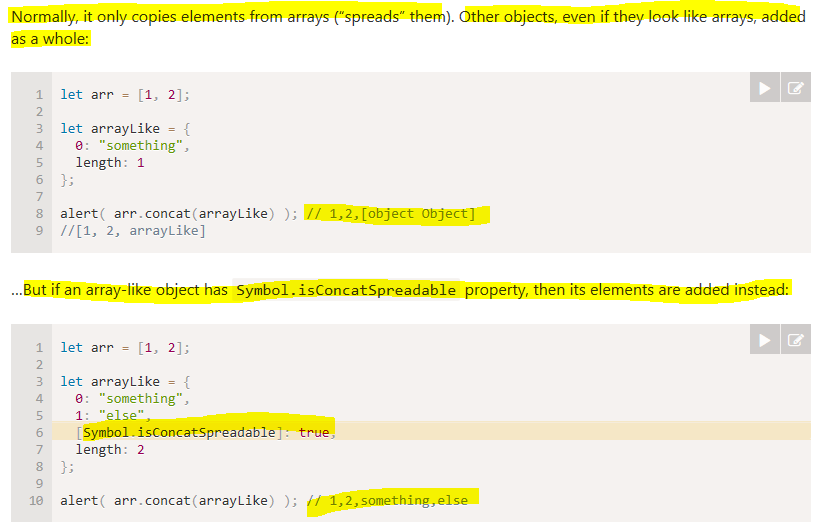 Normally, it only copies elements from arrays (“spreads” them). Other objects, even if they look like arrays, added
as a whole:
1 let arr = [1, 2];
2
3 let arrayLike = {
4   0: "something",
5   length: 1
6 };
7
8 alert( arr.concat(arrayLike) ); // 1,2,[object Object]
9 //[1, 2, arrayLike]
…But if an array-like object has Symbol.isConcatSpreadable property, then its elements are added instead:
1 let arr = [1, 2];
2
3 let arrayLike = {
4   0: "something",
5   1: "else",
6   [Symbol.isConcatSpreadable]: true,
7   length: 2
8 };
9
10 alert( arr.concat(arrayLike) ); // 1,2,something,else